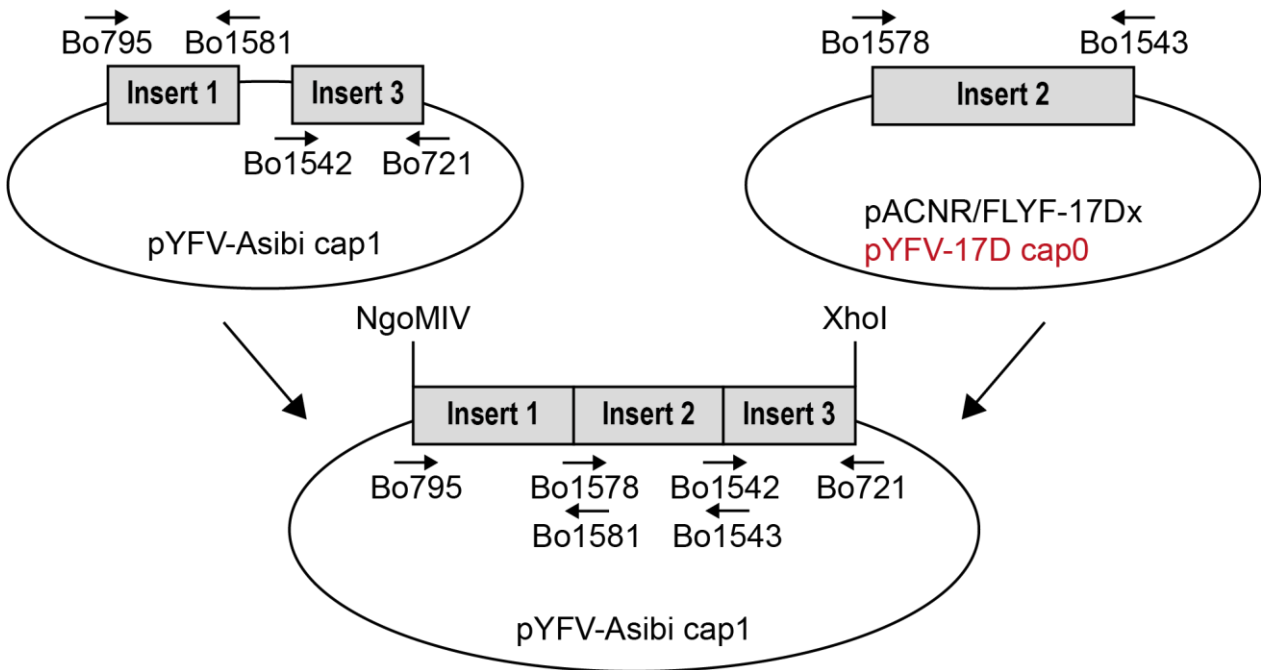 Bo795 Bo1581
Insert 1 Insert 3
Bo1542 Bo721
pYFV-Asibi cap1
Bo1578 Bo1543
Insert 2
pACNR/FLYF-17Dx
pYFV-17D cap0
NgoMIV XhoI
Insert 1 Insert 2 Insert 3
Bo795 Bo1578 Bo1542 Bo721
Bo1581 Bo1543
pYFV-Asibi cap1